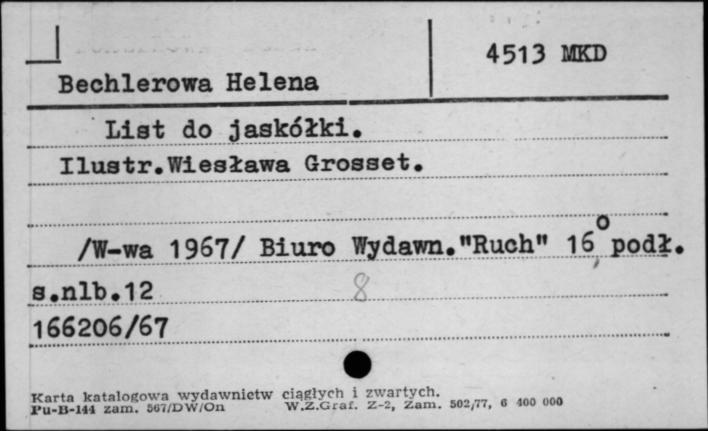 4513 MKD
Bechlerowa Helena
List do jaskółki.
Ilustr.Wiesława Grosset.
/W-wa 1967/ Biuro Wydawn."Ruch" 16° podł.
s.nlb.12 8
166206/67
Karta katalogowa wydawnictw ciągłych i zwartych.
Pu-B-144 zam. 567/DW/On W.Z.Graf. Z-2, Zam. 502/77, 6 400 000